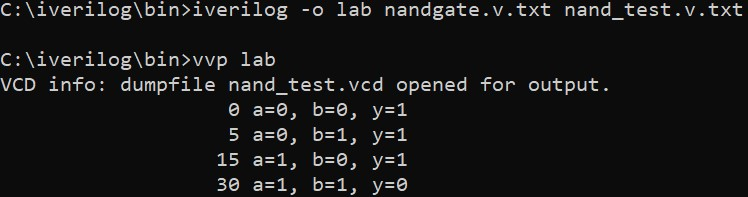 C:\iverilog\bin>iverilog -o lab nandgate.v.txt nand_test.v.txt
C:\iverilog\bin>vvp lab
VCD info: dumpfile nand_test.vcd opened for output.
0 a=0, b=0, y=1
5 a=0, b=1, y=1
15 a=1, b=0, y=1
30 a=1, b=1, y=0